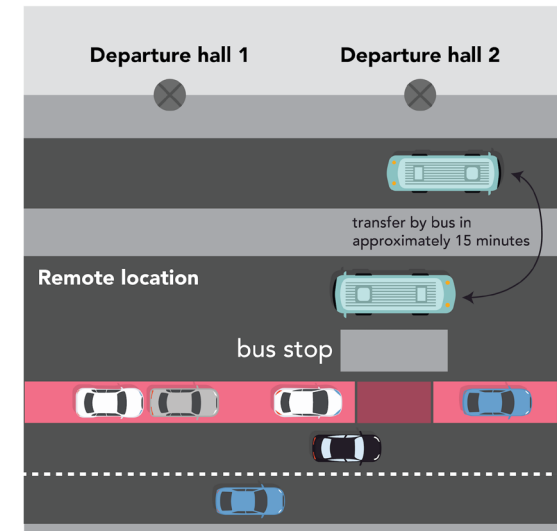 Departure hall 1
Departure hall 2
transfer by bus in
approximately 15 minutes
Remote location
bus stop